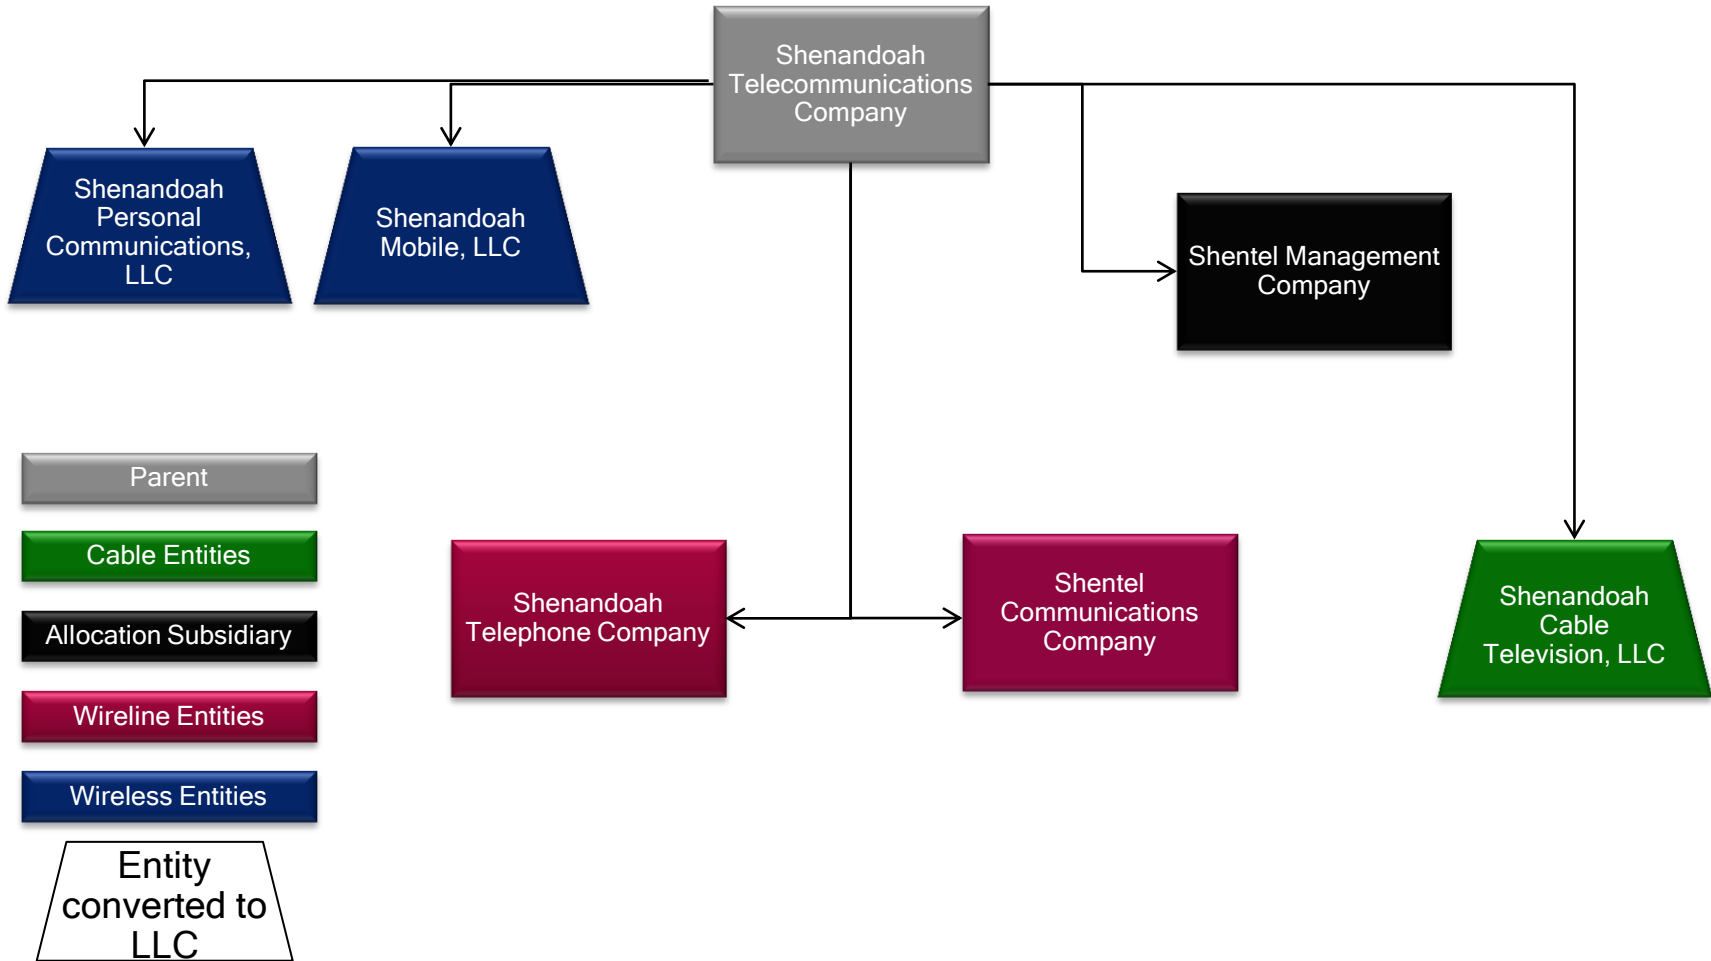 Shenandoah
Telecommunications
Company
Shenandoah
Personal
Communications,
LLC
Shenandoah
Mobile, LLC
Shentel Management
Company
Parent
Cable Entities
Allocation Subsidiary
Wireline Entities
Wireless Entities
Entity
converted to
LLC
Shenandoah
Telephone Company
Shentel
Communications
Company
Shenandoah
Cable
Television, LLC